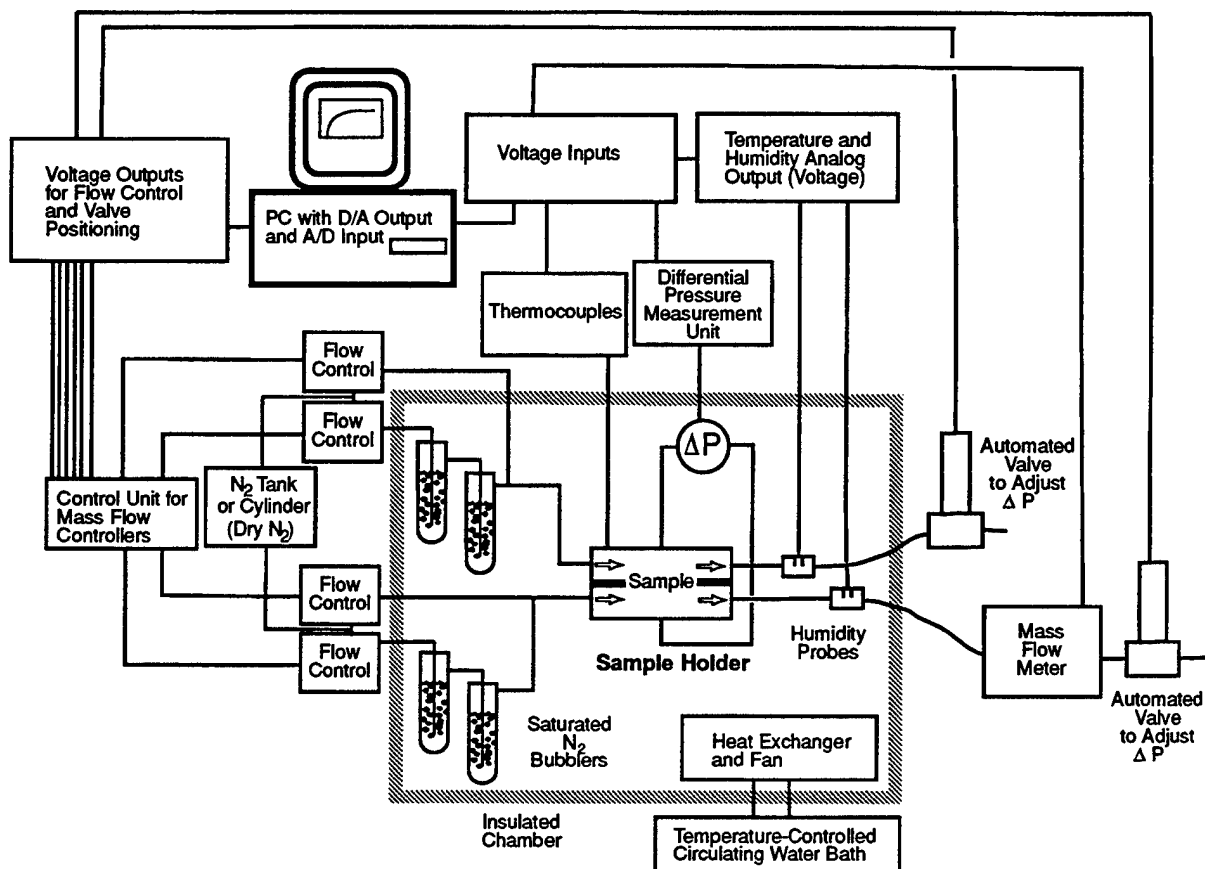 Voltage Outputs
for Flow Control
and Valve
Positioning
PC with D/A Output
and A/D Input
Voltage Inputs
Temperature and
Humidity Analog
Output (Voltage)
Thermocouples
Differential
Pressure
Measurement
Unit
Flow
Control
Flow
Control
Control Unit for
Mass Flow
Controllers
N2 Tank
or Cylinder
(Dry N2)
Flow
Control
Flow
Control
ΔP
Sample
Sample Holder
Humidity
Probes
Automated
Valve
to Adjust
Δ P
Mass
Flow
Meter
Automated
Valve
to Adjust
Δ P
Saturated
N2
Bubblers
Heat Exchanger
and Fan
Insulated
Chamber
Temperature-Controlled
Circulating Water Bath